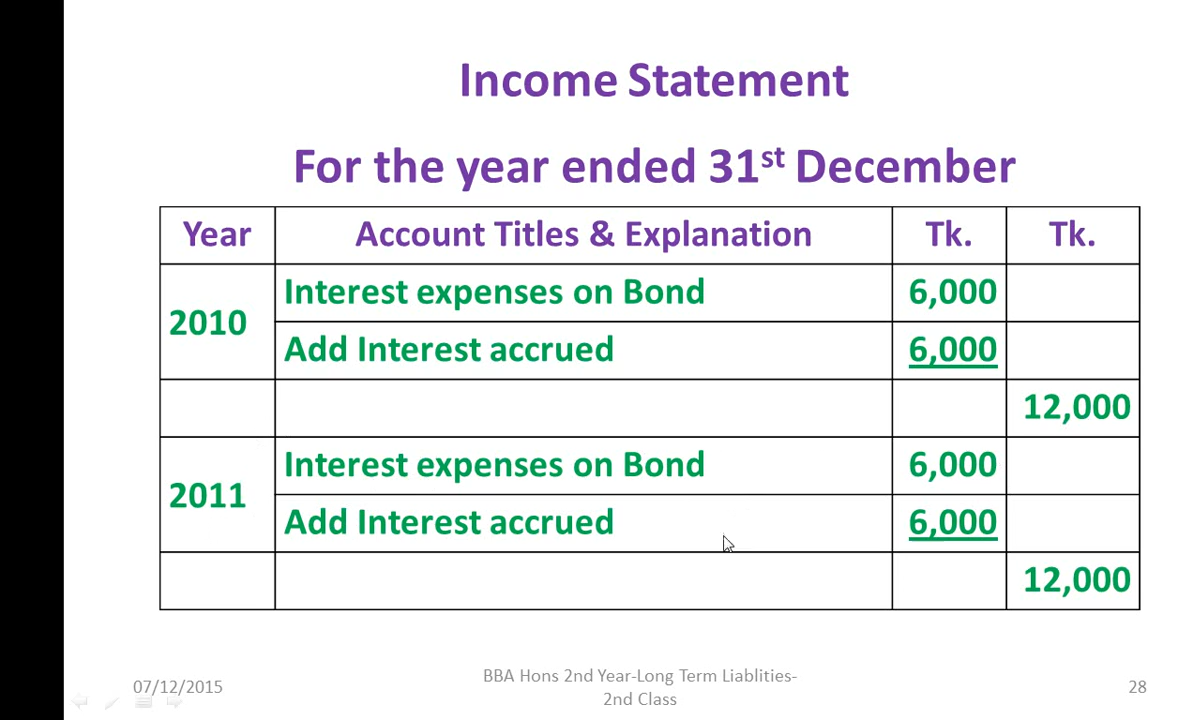 Income Statement
For the year ended 31st December
Year Account Titles & Explanation Tk. Tk.
2010 Interest expenses on Bond 6,000
Add Interest accrued 6,000
12,000
2011 Interest expenses on Bond 6,000
Add Interest accrued 6,000
12,000
07/12/2015 BBA Hons 2nd Year-Long Term Liablities-
2nd Class 28